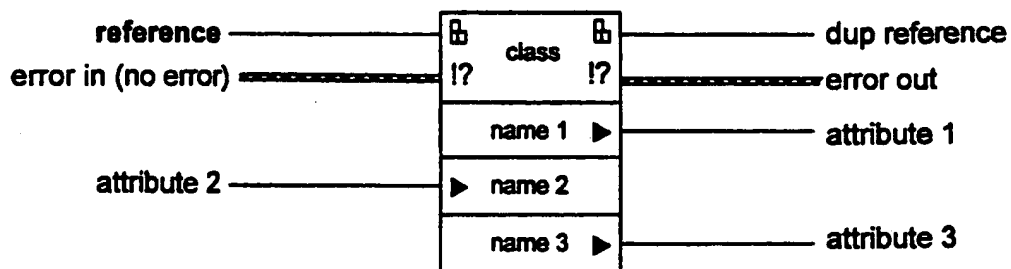 reference class dup reference
error in (no error) !? !? error out
name 1 attribute 1
attribute 2 name 2
name 3 attribute 3